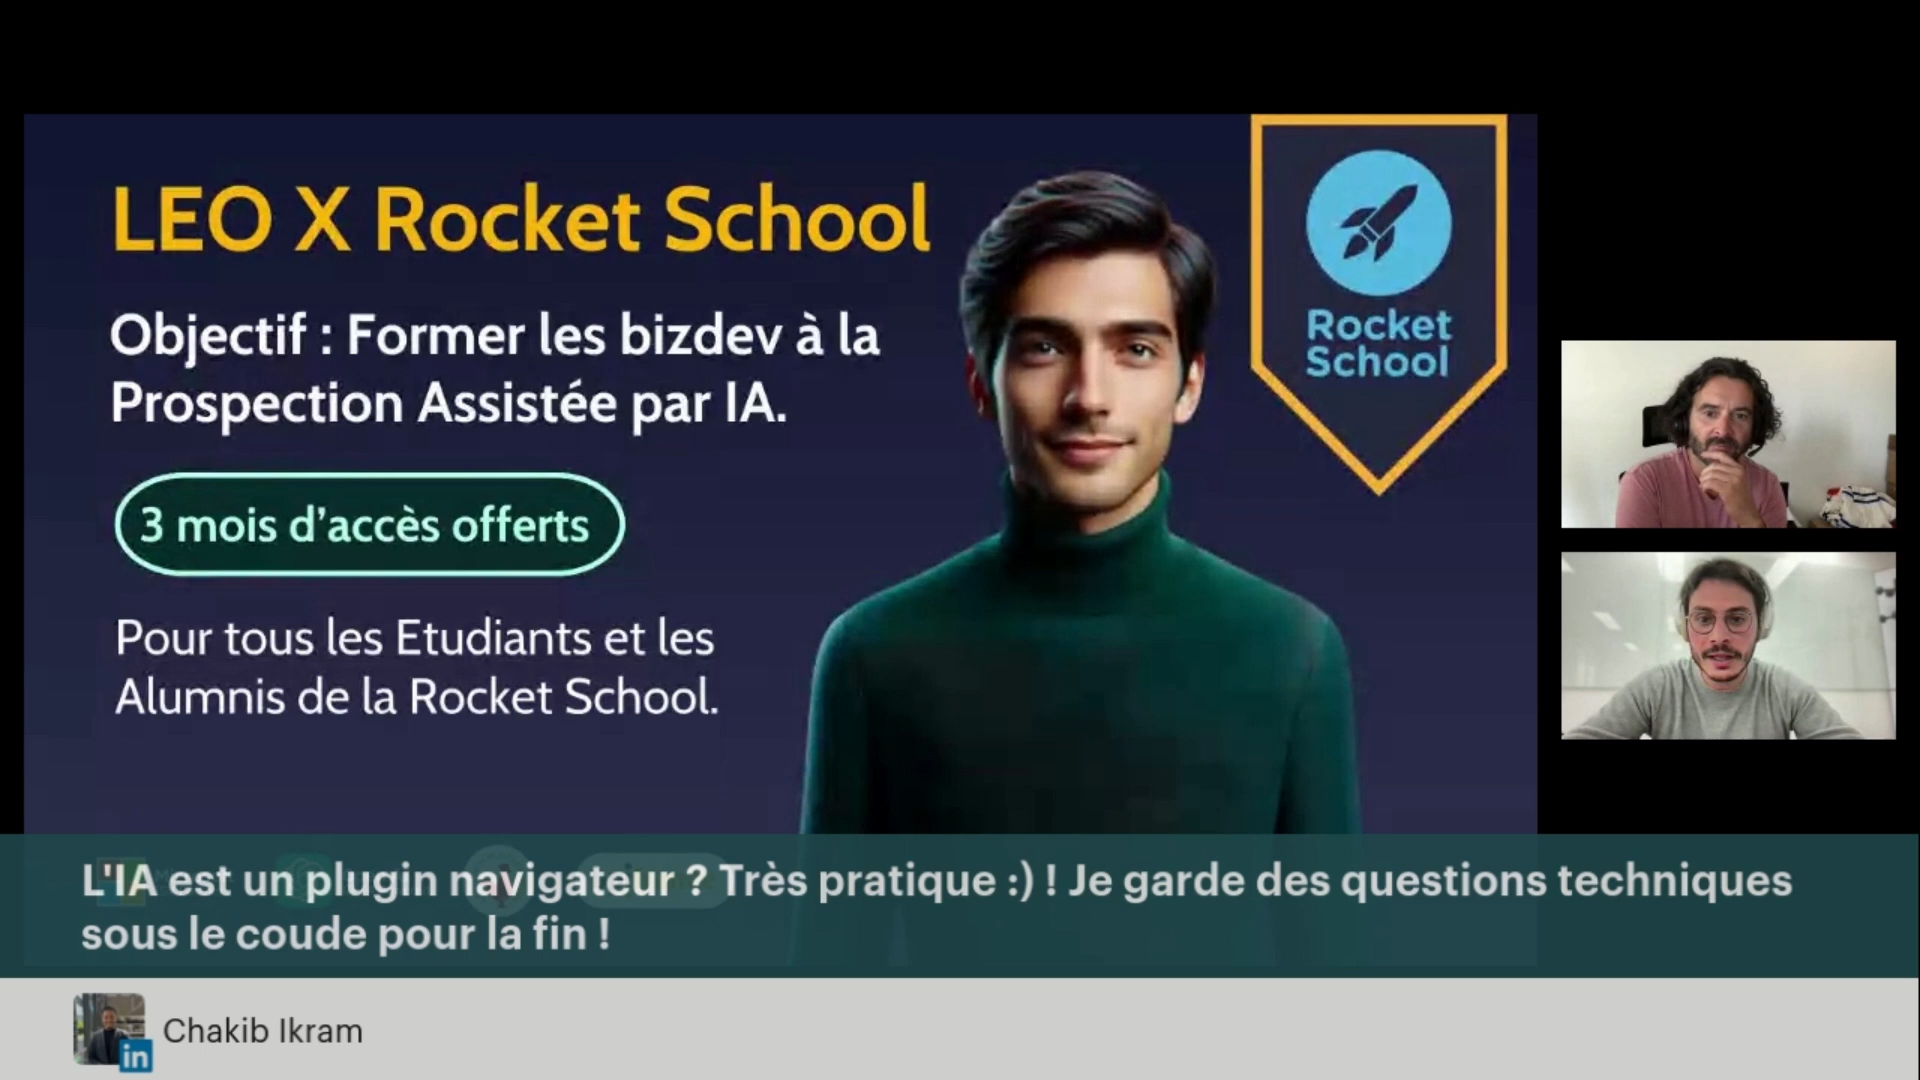 LEO X Rocket School
Objectif : Former les bizdev à la
Prospection Assistée par IA.
3 mois d'accès offerts
Pour tous les Etudiants et les
Alumnis de la Rocket School.
Rocket
School
L'IA est un plugin navigateur ? Très pratique :) ! Je garde des questions techniques
sous le coude pour la fin !
in
Chakib Ikram